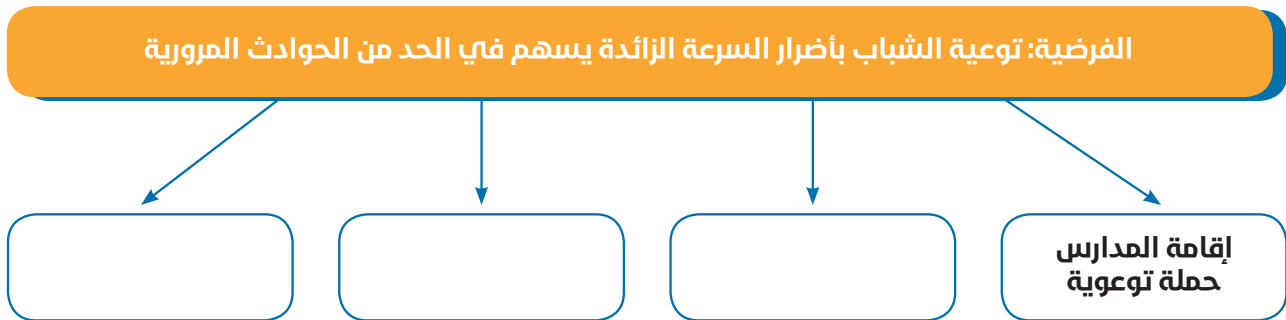 الفرضية: توعية الشباب بأضرار السرعة الزائدة يسهم في الحد من الحوادث المرورية
إقامة المدارس
حملة توعوية